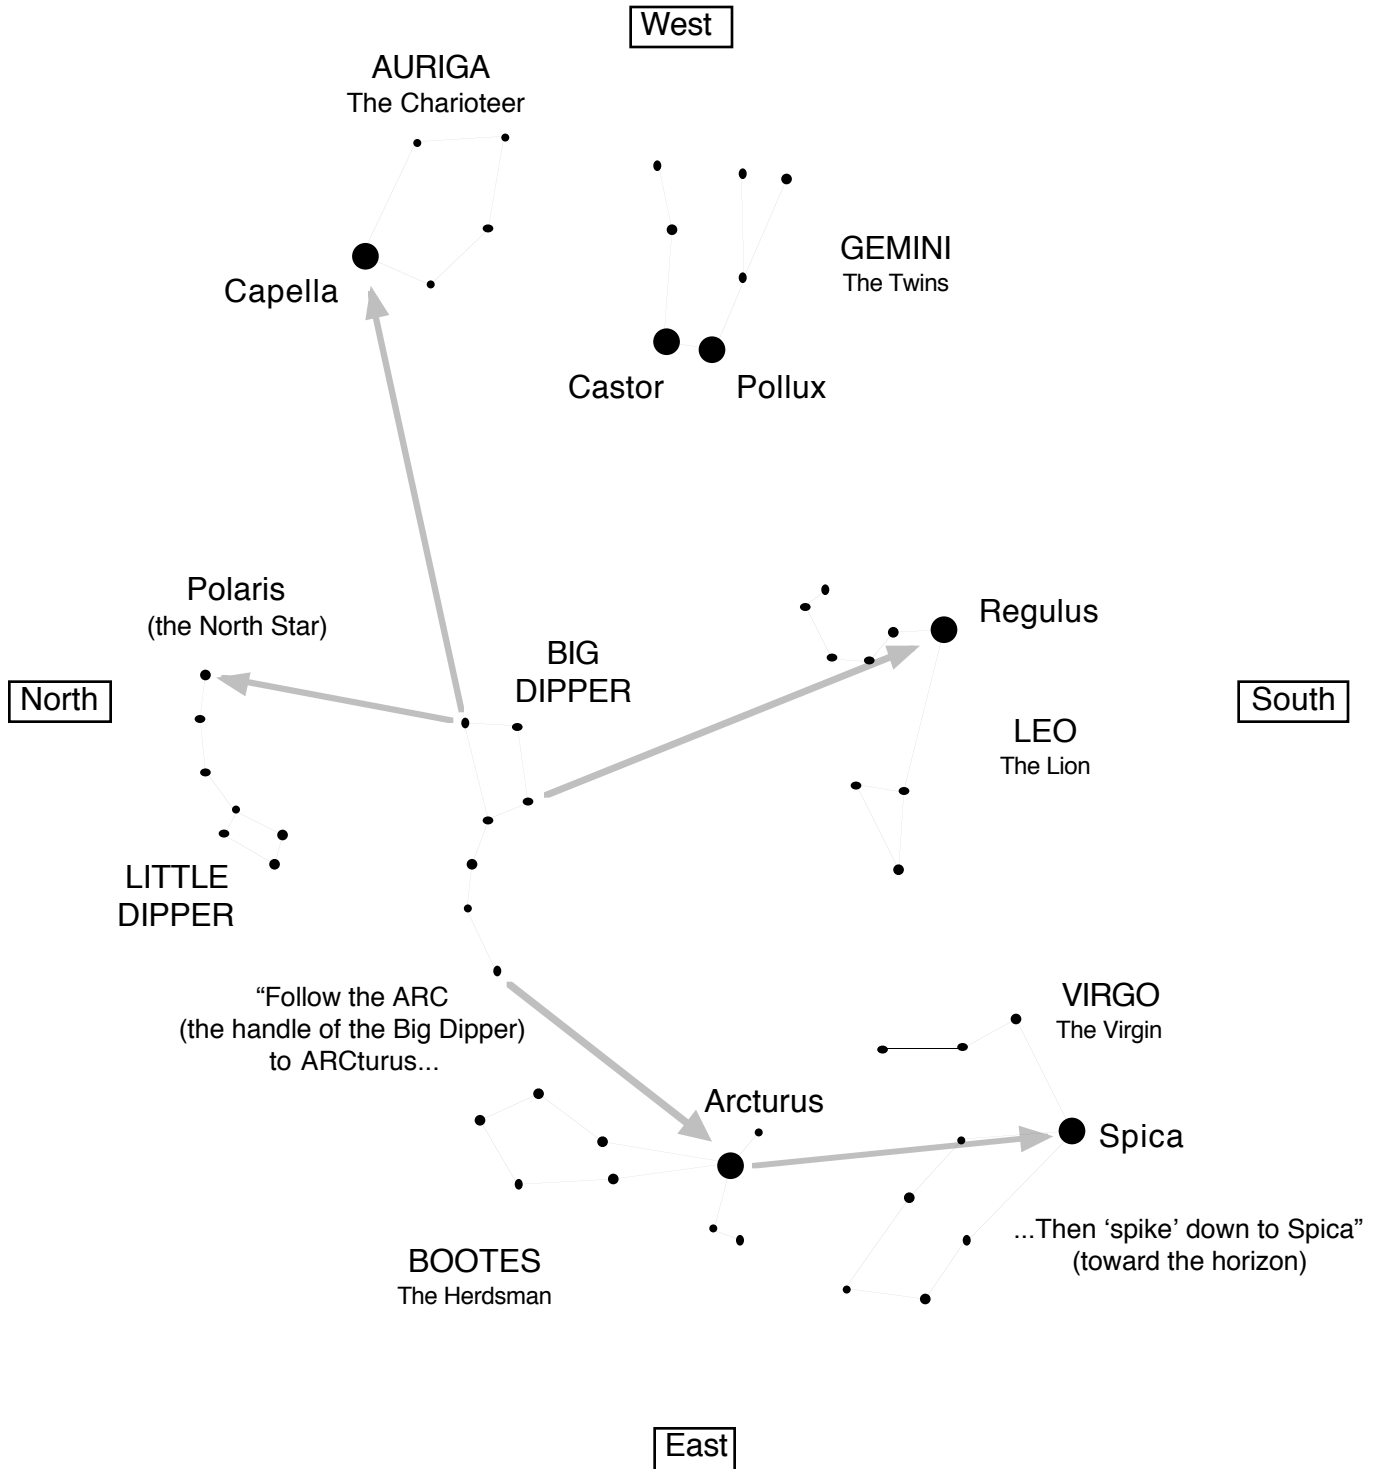 West
AURIGA
The Charioteer
GEMINI
The Twins
Capella
Castor
Pollux
Polaris
(the North Star)
Regulus
BIG
DIPPER
North
South
LEO
The Lion
LITTLE
DIPPER
“Follow the ARC
(the handle of the Big Dipper)
to ARCturus...
VIRGO
The Virgin
Arcturus
Spica
...Then ‘spike’ down to Spica”
(toward the horizon)
BOOTES
The Herdsman
East